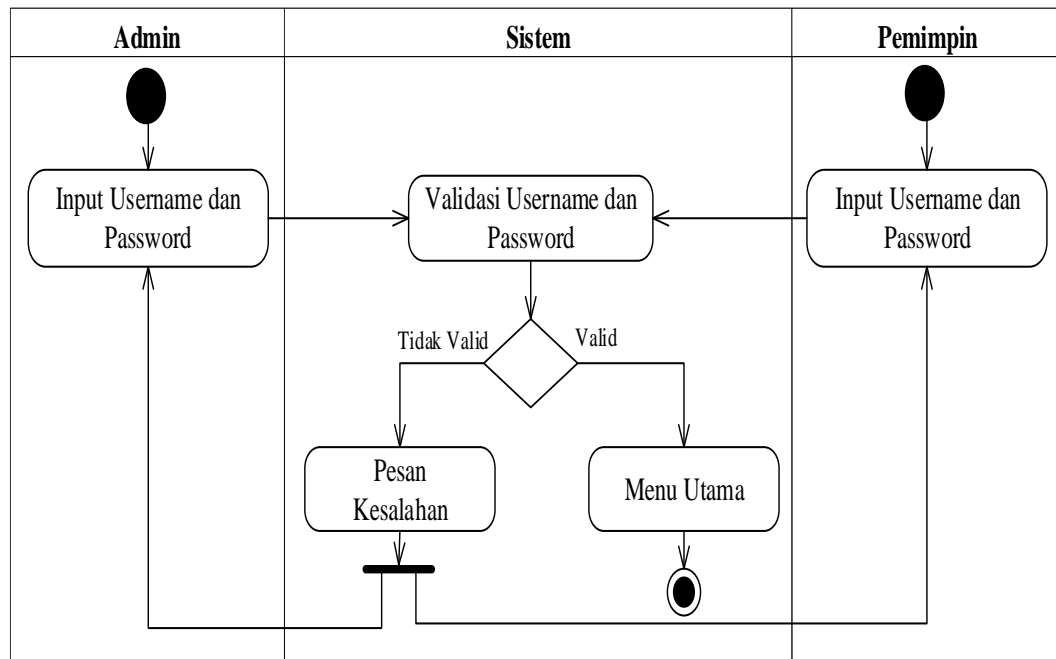 Admin
Sistem
Pemimpin
Input Username dan
Password
Validasi Username dan
Password
Input Username dan
Password
Tidak Valid
Valid
Pesan
Kesalahan
Menu Utama